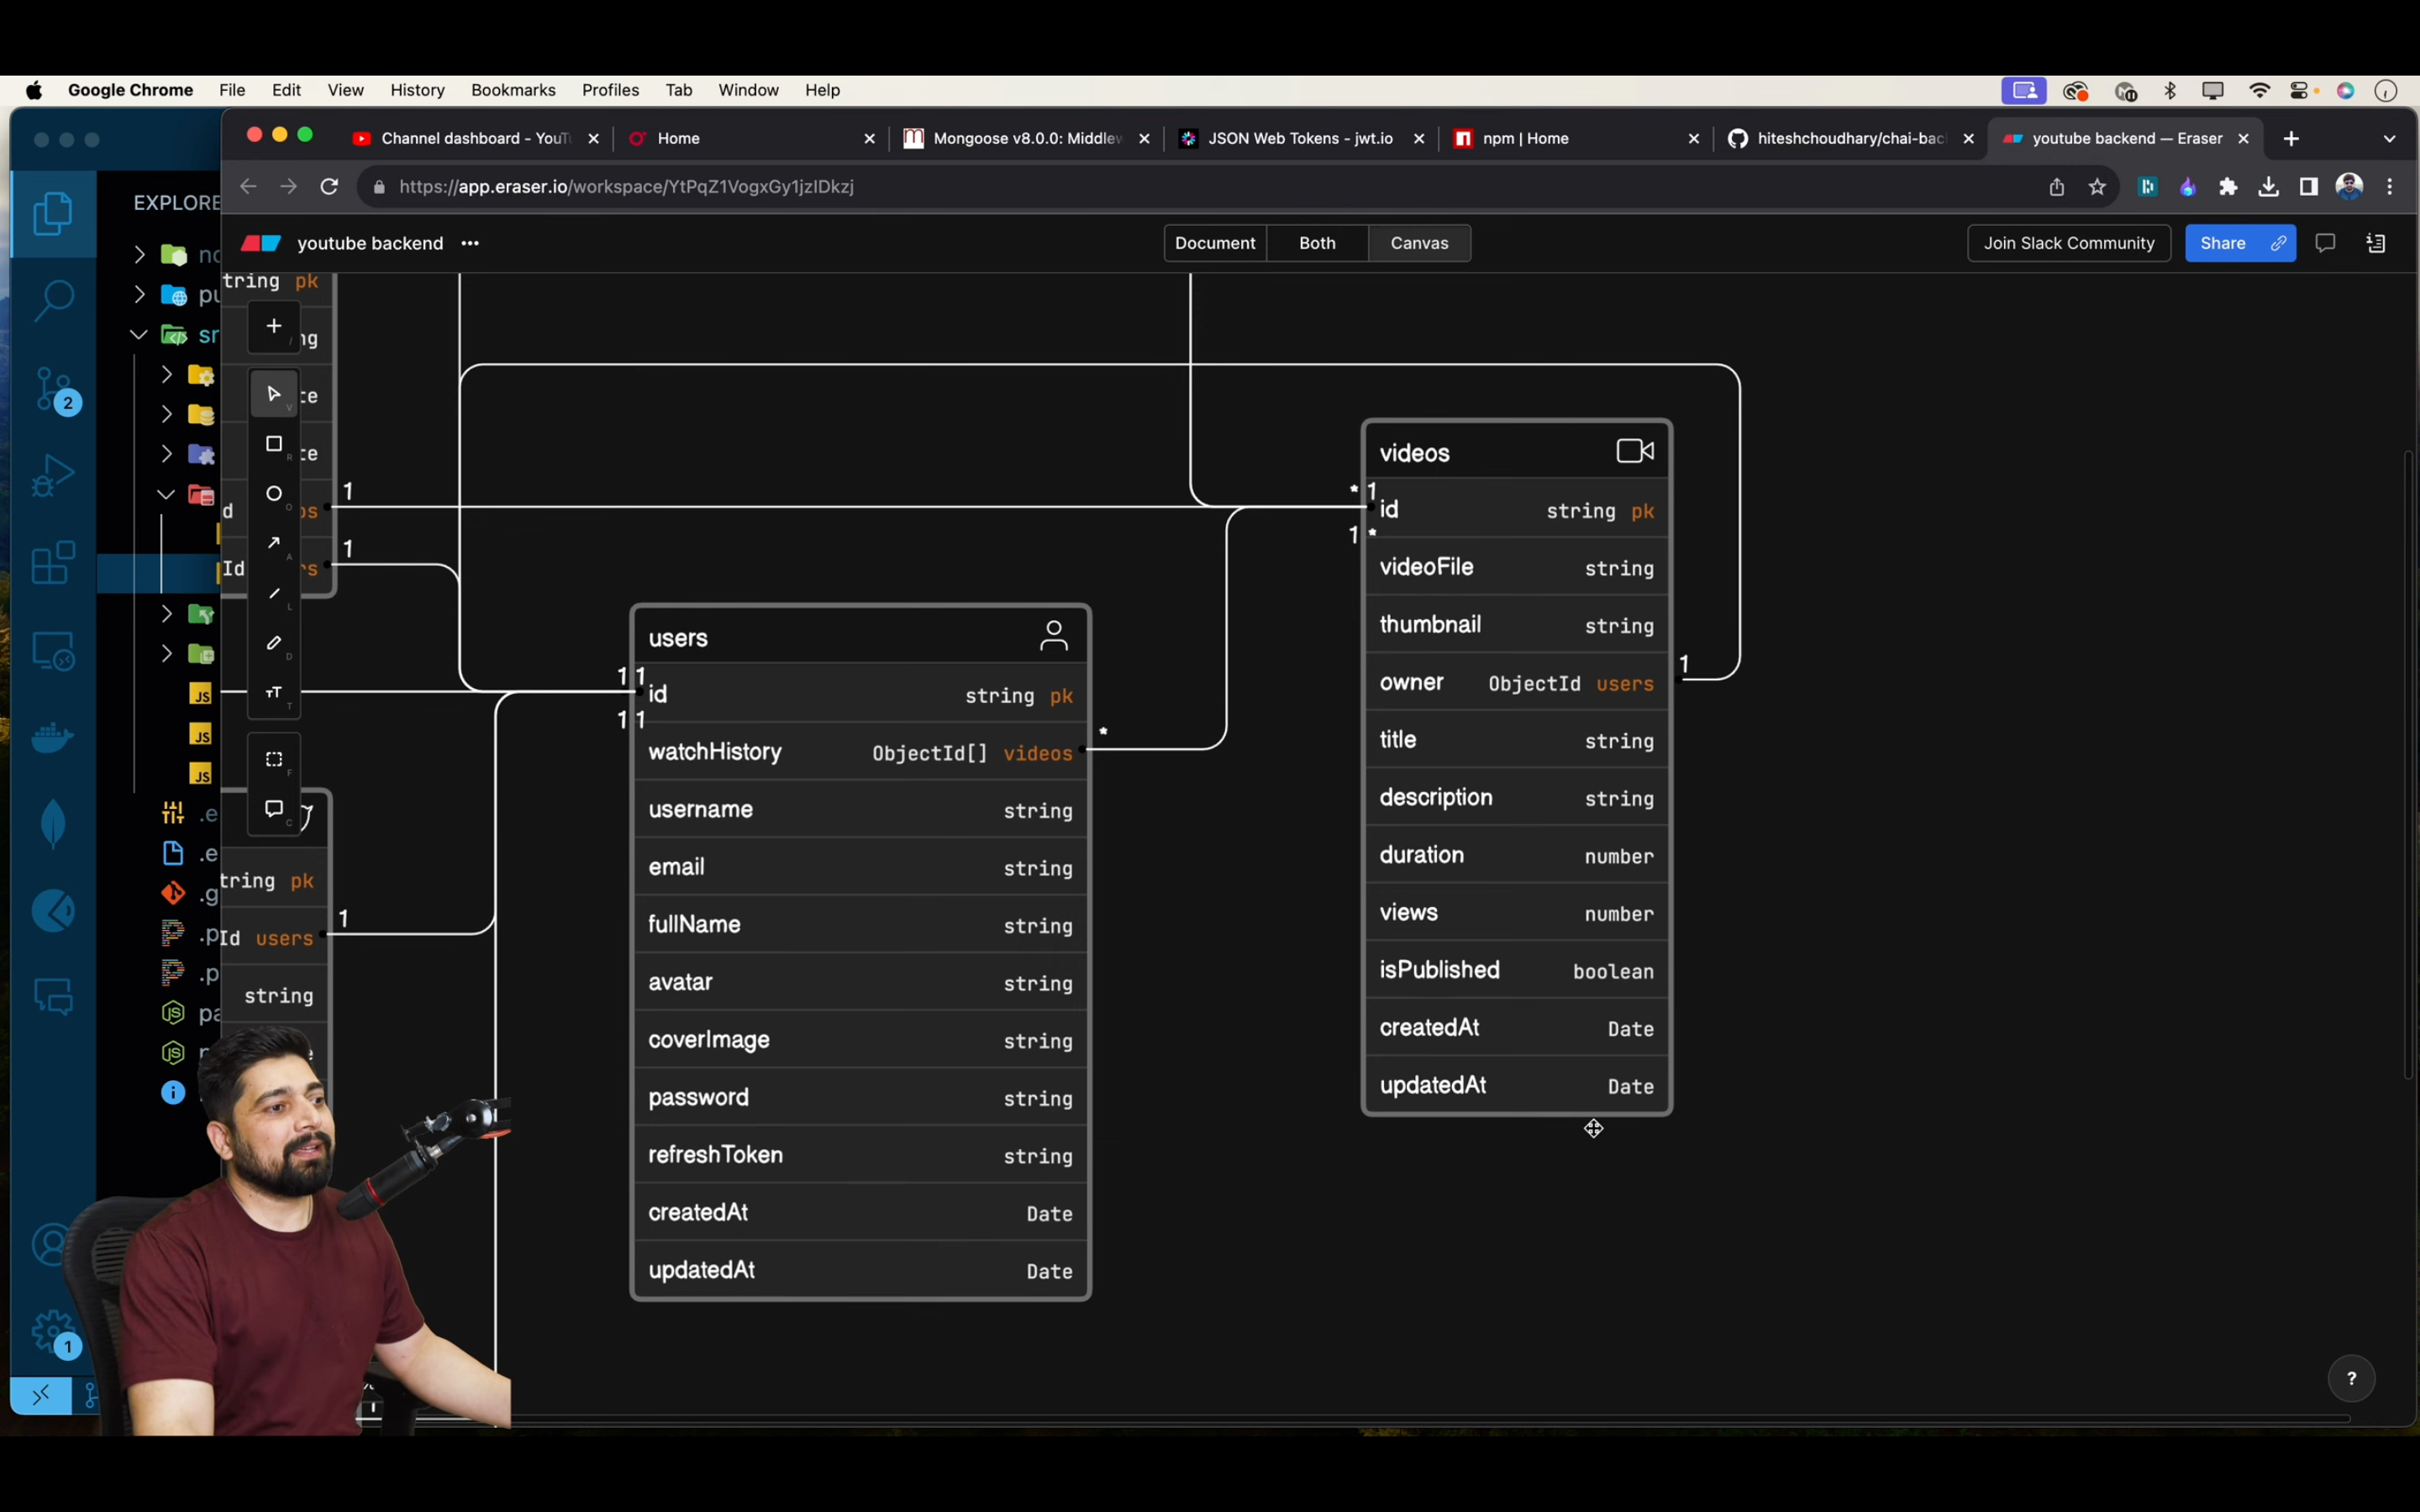 Google Chrome File Edit View History Bookmarks Profiles Tab Window Help
Channel dashboard - YouT
Home
Mongoose v8.0.0: Middlew
JSON Web Tokens - jwt.io
npm | Home
hiteshchoudhary/chai-bac
youtube backend — Eraser
https://app.eraser.io/workspace/YtPqZ1VogxGy1jzIDkzj
EXPLORE
youtube backend
Document Both Canvas
Join Slack Community
Share
pk
1
1
videos
* 1
id string pk
1 *
videoFile string
thumbnail string
owner ObjectId users
1
title string
description string
duration number
views number
isPublished boolean
createdAt Date
updatedAt Date
users
1 1
id string pk
1 1
watchHistory ObjectId[] videos
*
username string
email string
fullName string
avatar string
coverImage string
password string
refreshToken string
createdAt Date
updatedAt Date
pk
1
Id users
string
2
1
JS
JS
JS
?